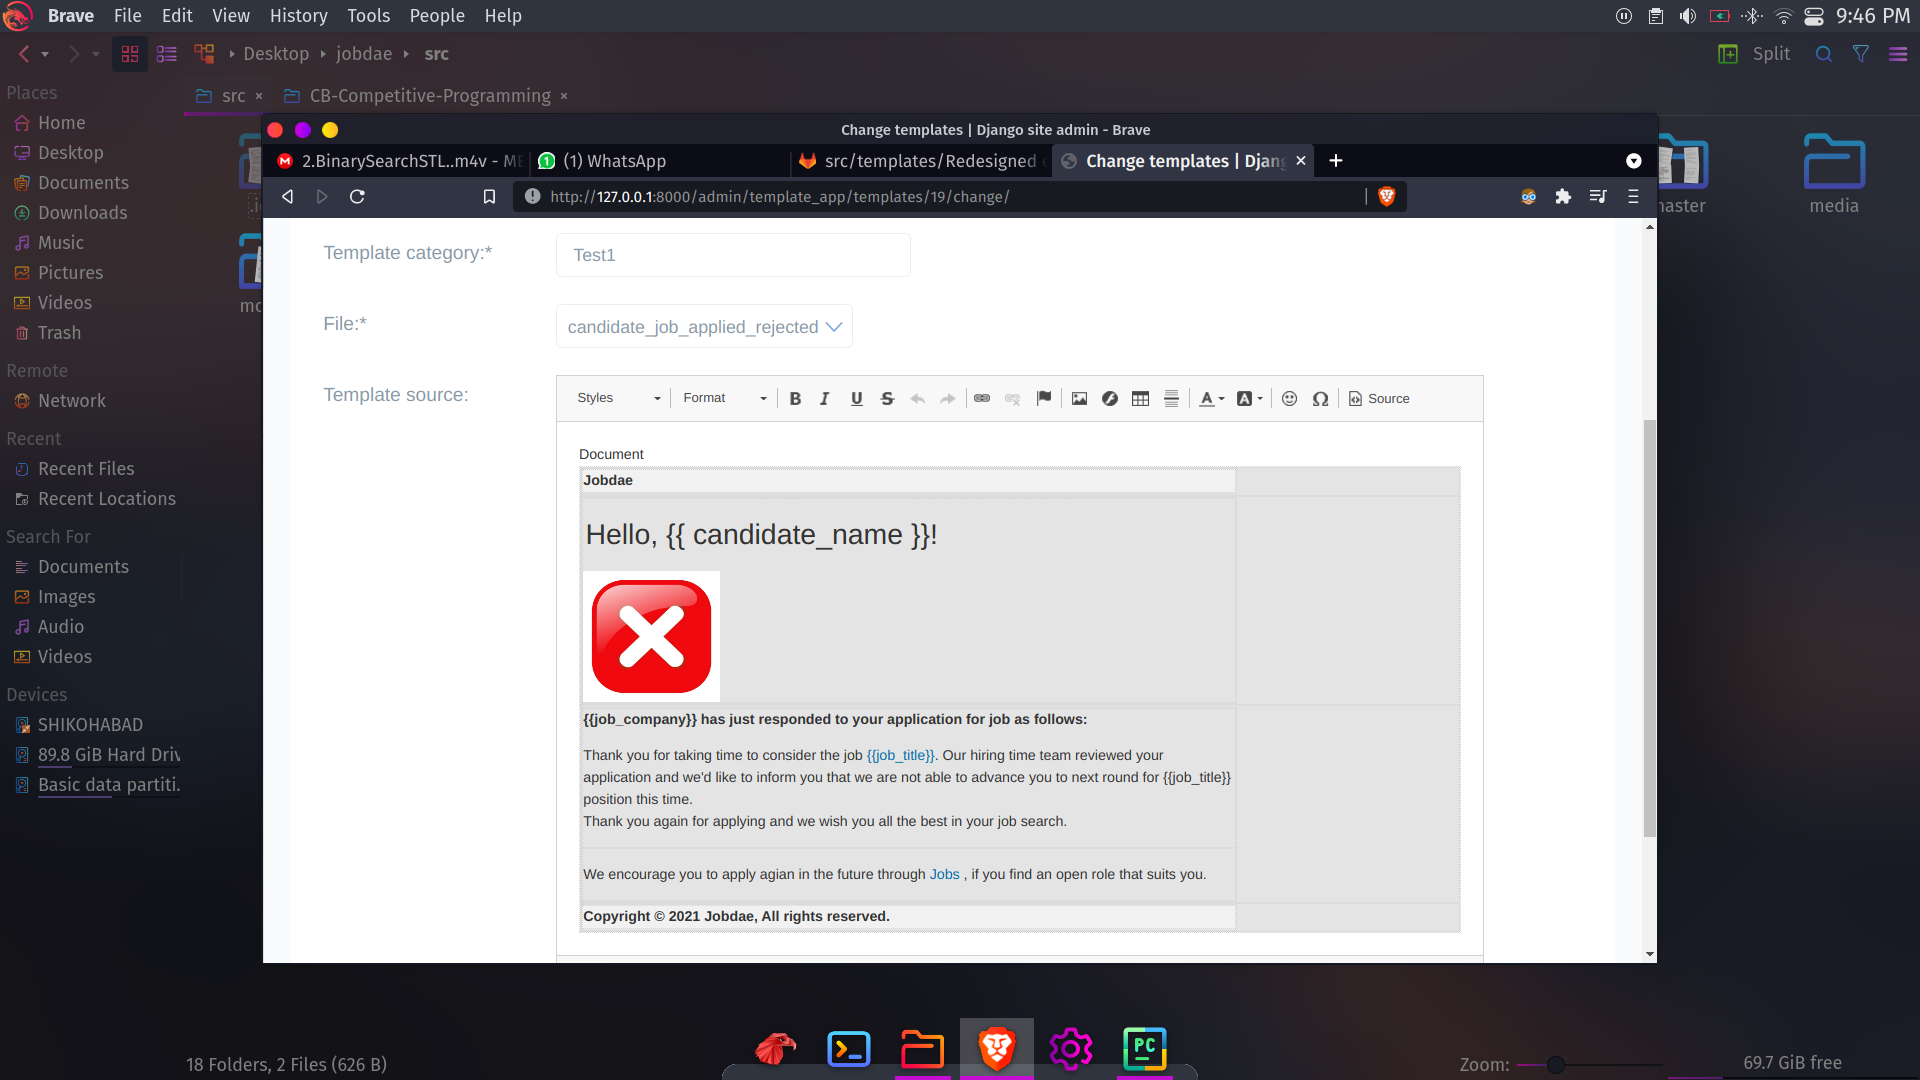 Brave File Edit View History Tools People Help
9:46 PM
Desktop jobdae src
Split
Places
src × CB-Competitive-Programming ×
Home
Desktop
Documents
Downloads
Music
Pictures
Videos
Trash
Remote
Network
Recent
Recent Files
Recent Locations
Search For
Documents
Images
Audio
Videos
Devices
SHIKOHABAD
89.8 GiB Hard Driv
Basic data partiti.
media
Change templates | Django site admin - Brave
2.BinarySearchSTL..m4v - ME
(1) WhatsApp
src/templates/Redesigned
Change templates | Djang
http://127.0.0.1:8000/admin/template_app/templates/19/change/
Template category:* Test1
File:* candidate_job_applied_rejected
Template source:
Styles Format B I U S A A Ω Source
Document
Jobdae
Hello, {{ candidate_name }}!
{{job_company}} has just responded to your application for job as follows:
Thank you for taking time to consider the job {{job_title}}. Our hiring time team reviewed your
application and we'd like to inform you that we are not able to advance you to next round for {{job_title}}
position this time.
Thank you again for applying and we wish you all the best in your job search.
We encourage you to apply agian in the future through Jobs , if you find an open role that suits you.
Copyright © 2021 Jobdae, All rights reserved.
PC
18 Folders, 2 Files (626 B)
Zoom:
69.7 GiB free